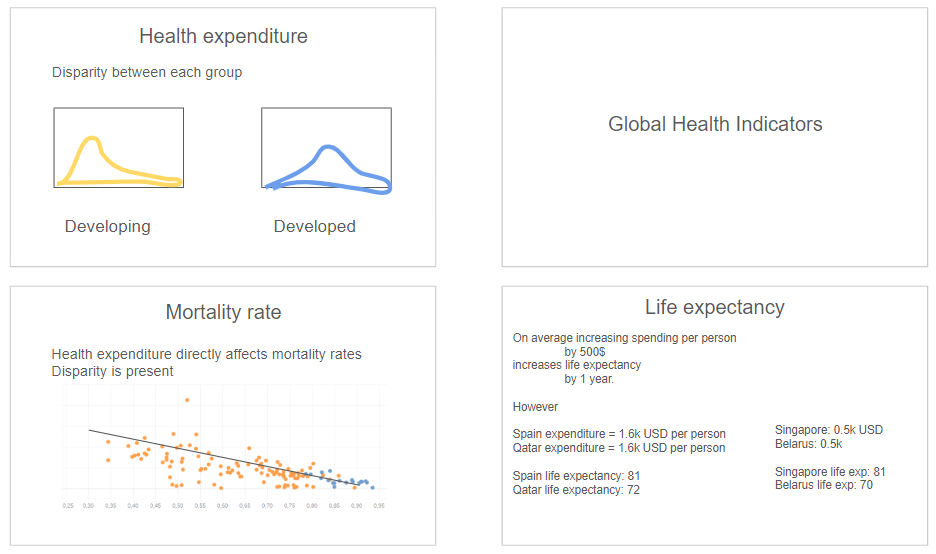 Health expenditure
Disparity between each group
Developing
Developed
Global Health Indicators
Mortality rate
Health expenditure directly affects mortality rates
Disparity is present
0,25 0,30 0,35 0,40 0,45 0,50 0,55 0,60 0,65 0,70 0,75 0,80 0,85 0,90 0,95
Life expectancy
On average increasing spending per person
by 500$
increases life expectancy
by 1 year.
However
Spain expenditure = 1.6k USD per person
Qatar expenditure = 1.6k USD per person
Spain life expectancy: 81
Qatar life expectancy: 72
Singapore: 0.5k USD
Belarus: 0.5k
Singapore life exp: 81
Belarus life exp: 70